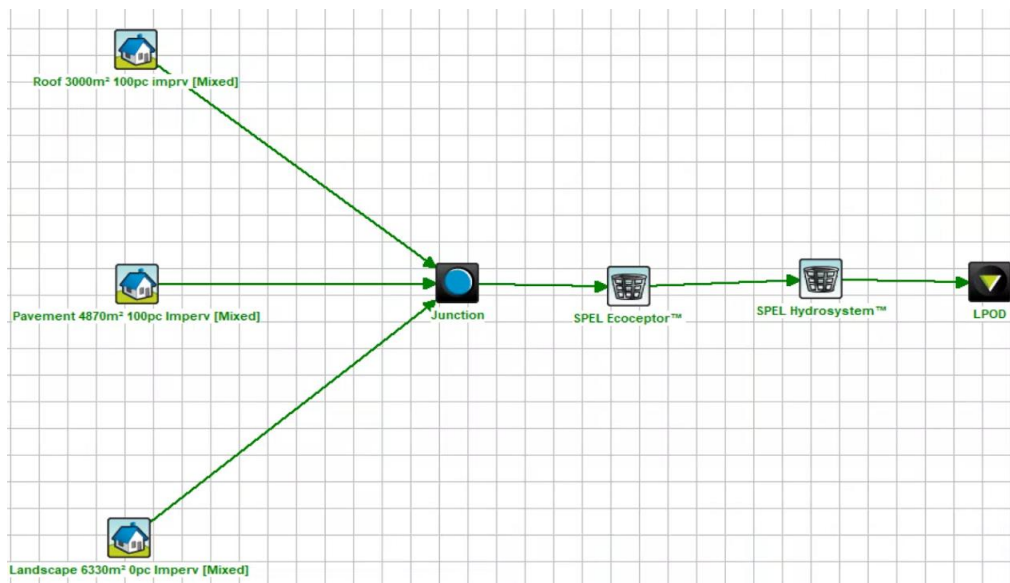 Roof 3000m² 100pc imprv [Mixed]
Pavement 4870m² 100pc Imperv [Mixed]
Junction
SPEL Ecoceptor™
SPEL Hydrosystem™
LPOD
Landscape 6330m² 0pc Imperv [Mixed]